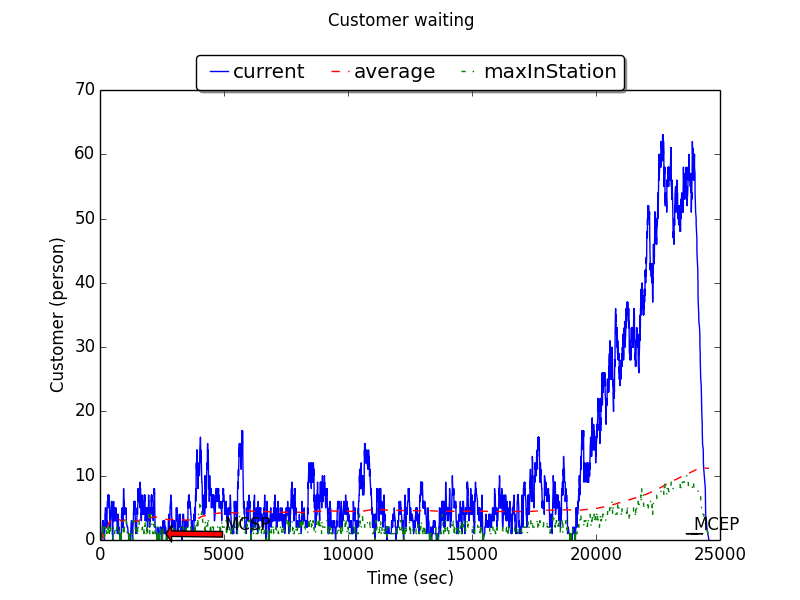 Customer waiting
current average maxInStation
70
60
50
40
30
20
10
0
Customer (person)
MCSP
MCEP
0 5000 10000 15000 20000 25000
Time (sec)